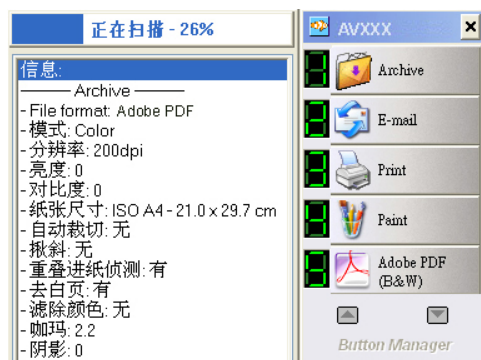 正在扫描 - 26%
信息:
Archive
- File format: Adobe PDF
- 模式: Color
- 分辨率: 200dpi
- 亮度: 0
- 对比度: 0
- 纸张尺寸: ISO A4 - 21.0 x 29.7 cm
- 自动裁切: 无
- 揪斜: 无
- 重叠进纸侦测: 有
- 去白页: 有
- 滤除颜色: 无
- 咖玛: 2.2
- 阴影: 0
AVXXX
Archive
E-mail
Print
Paint
Adobe PDF
(B&W)
Button Manager